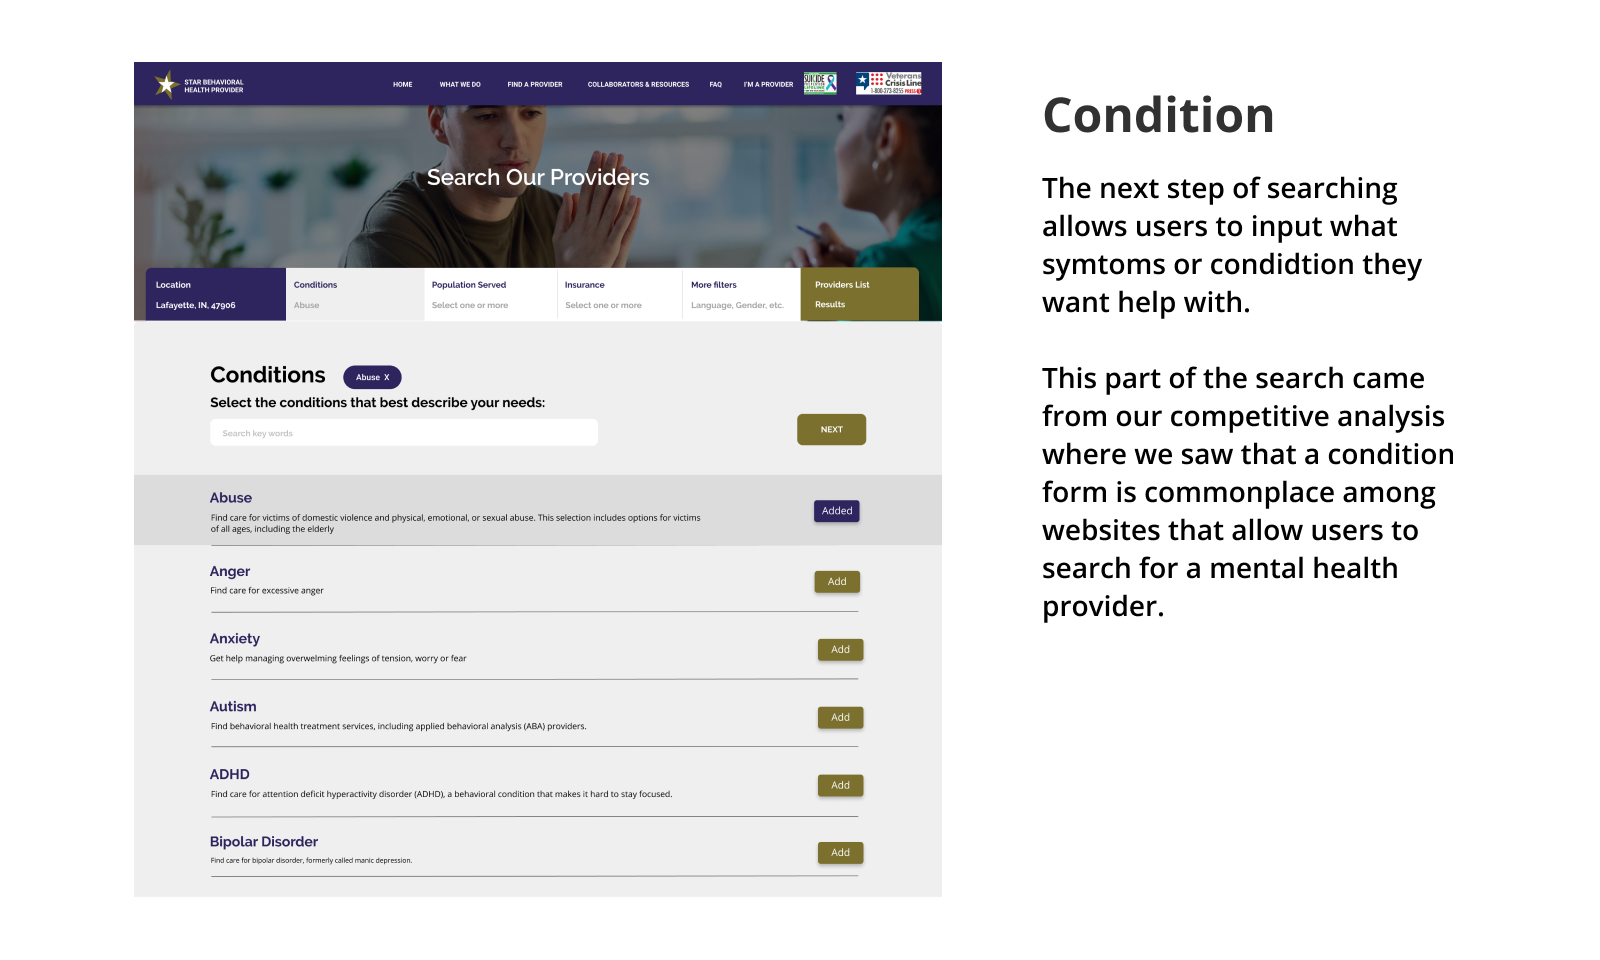 STAR BEHAVIORAL
HEALTH PROVIDER
HOME
WHAT WE DO
FIND A PROVIDER
COLLABORATORS & RESOURCES
FAQ
I'M A PROVIDER
SUICIDE
LIFELINE
Veterans
Crisis Line
1-800-273-8255 PRESS 1
Search Our Providers
Location
Lafayette, IN, 47906
Conditions
Abuse
Population Served
Select one or more
Insurance
Select one or more
More filters
Language, Gender, etc.
Providers List
Results
Conditions
Abuse X
Select the conditions that best describe your needs:
Search key words
NEXT
Abuse
Find care for victims of domestic violence and physical, emotional, or sexual abuse. This selection includes options for victims
of all ages, including the elderly
Added
Anger
Find care for excessive anger
Add
Anxiety
Get help managing overwelming feelings of tension, worry or fear
Add
Autism
Find behavioral health treatment services, including applied behavioral analysis (ABA) providers.
Add
ADHD
Find care for attention deficit hyperactivity disorder (ADHD), a behavioral condition that makes it hard to stay focused.
Add
Bipolar Disorder
Find care for bipolar disorder, formerly called manic depression.
Add
Condition
The next step of searching
allows users to input what
symtoms or condidtion they
want help with.
This part of the search came
from our competitive analysis
where we saw that a condition
form is commonplace among
websites that allow users to
search for a mental health
provider.